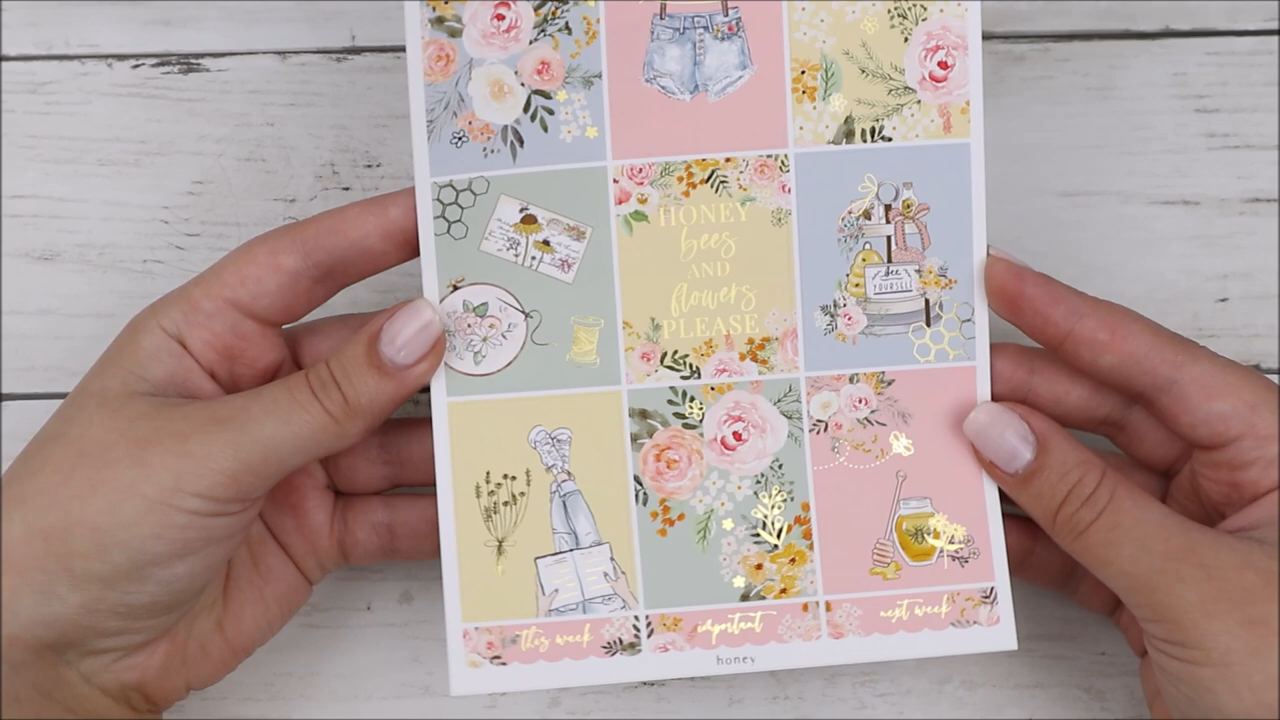 HONEY
bees
AND
flowers
PLEASE
bee
YOURSELF
this week
important
next week
honey